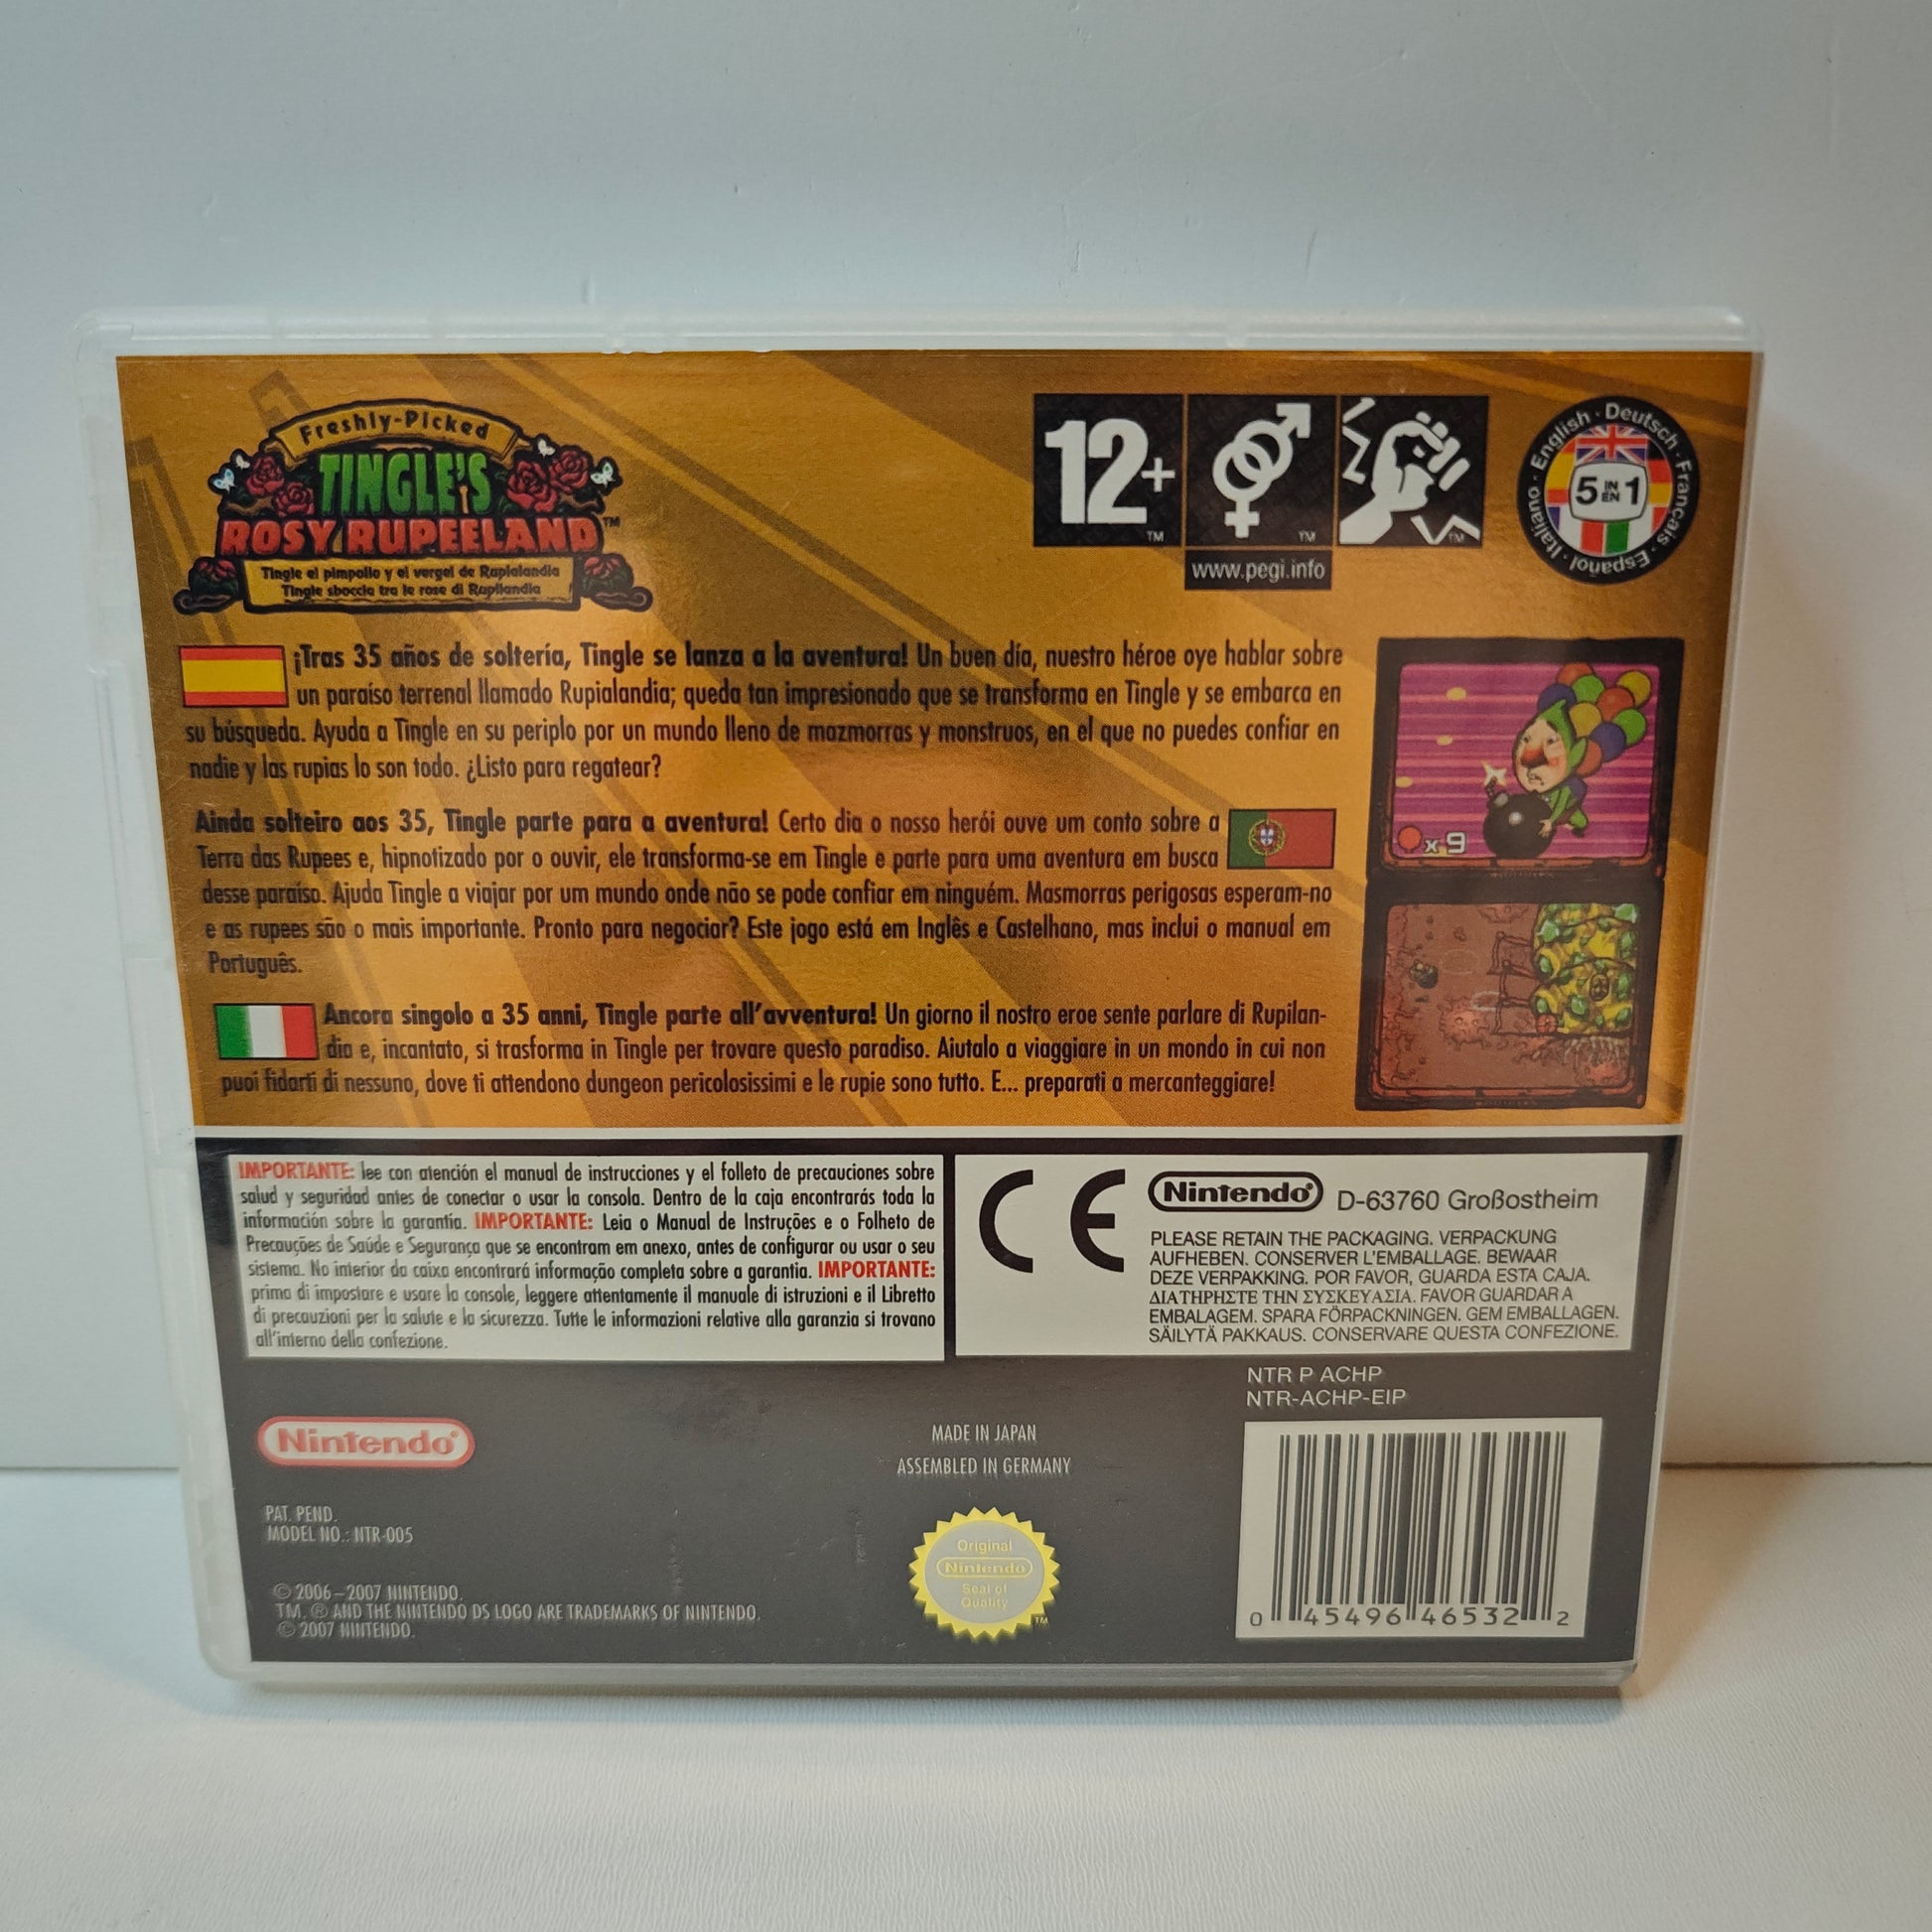 Freshly-Picked
TINGLE'S
ROSY RUPEELAND™
Tingle el pimpollo y el vergel de Rupialandia
Tingle sboccia tra le rose di Rupilandia
12+™
™
™
www.pegi.info
English · Deutsch · Français · Español · Italiano ·
5 IN EN 1
¡Tras 35 años de soltería, Tingle se lanza a la aventura! Un buen día, nuestro héroe oye hablar sobre
un paraíso terrenal llamado Rupialandia; queda tan impresionado que se transforma en Tingle y se embarca en
su búsqueda. Ayuda a Tingle en su periplo por un mundo lleno de mazmorras y monstruos, en el que no puedes confiar en
nadie y las rupias lo son todo. ¿Listo para regatear?
Ainda solteiro aos 35, Tingle parte para a aventura! Certo dia o nosso herói ouve um conto sobre a
Terra das Rupees e, hipnotizado por o ouvir, ele transforma-se em Tingle e parte para uma aventura em busca
desse paraíso. Ajuda Tingle a viajar por um mundo onde não se pode confiar em ninguém. Masmorras perigosas esperam-no
e as rupees são o mais importante. Pronto para negociar? Este jogo está em Inglês e Castelhano, mas inclui o manual em
Português.
Ancora singolo a 35 anni, Tingle parte all'avventura! Un giorno il nostro eroe sente parlare di Rupilan-
dia e, incantato, si trasforma in Tingle per trovare questo paradiso. Aiutalo a viaggiare in un mondo in cui non
puoi fidarti di nessuno, dove ti attendono dungeon pericolosissimi e le rupie sono tutto. E... preparati a mercanteggiare!
x 9
IMPORTANTE: lee con atención el manual de instrucciones y el folleto de precauciones sobre
salud y seguridad antes de conectar o usar la consola. Dentro de la caja encontrarás toda la
información sobre la garantía. IMPORTANTE: Leia o Manual de Instruções e o Folheto de
Precauções de Saúde e Segurança que se encontram em anexo, antes de configurar ou usar o seu
sistema. No interior da caixa encontrará informação completa sobre a garantia. IMPORTANTE:
prima di impostare e usare la console, leggere attentamente il manuale di istruzioni e il Libretto
di precauzioni per la salute e la sicurezza. Tutte le informazioni relative alla garanzia si trovano
all'interno della confezione.
CE
Nintendo® D-63760 Großostheim
PLEASE RETAIN THE PACKAGING. VERPACKUNG
AUFHEBEN. CONSERVER L'EMBALLAGE. BEWAAR
DEZE VERPAKKING. POR FAVOR, GUARDA ESTA CAJA.
ΔΙΑΤΗΡΗΣΤΕ ΤΗΝ ΣΥΣΚΕΥΑΣΙΑ. FAVOR GUARDAR A
EMBALAGEM. SPARA FÖRPACKNINGEN. GEM EMBALLAGEN.
SÄILYTÄ PAKKAUS. CONSERVARE QUESTA CONFEZIONE.
NTR P ACHP
NTR-ACHP-EIP
Nintendo®
MADE IN JAPAN
ASSEMBLED IN GERMANY
PAT. PEND.
MODEL NO.: NTR-005
Original
Nintendo
Seal of
Quality
™
© 2006–2007 NINTENDO.
TM, ® AND THE NINTENDO DS LOGO ARE TRADEMARKS OF NINTENDO.
© 2007 NINTENDO.
0 45496 46532 2